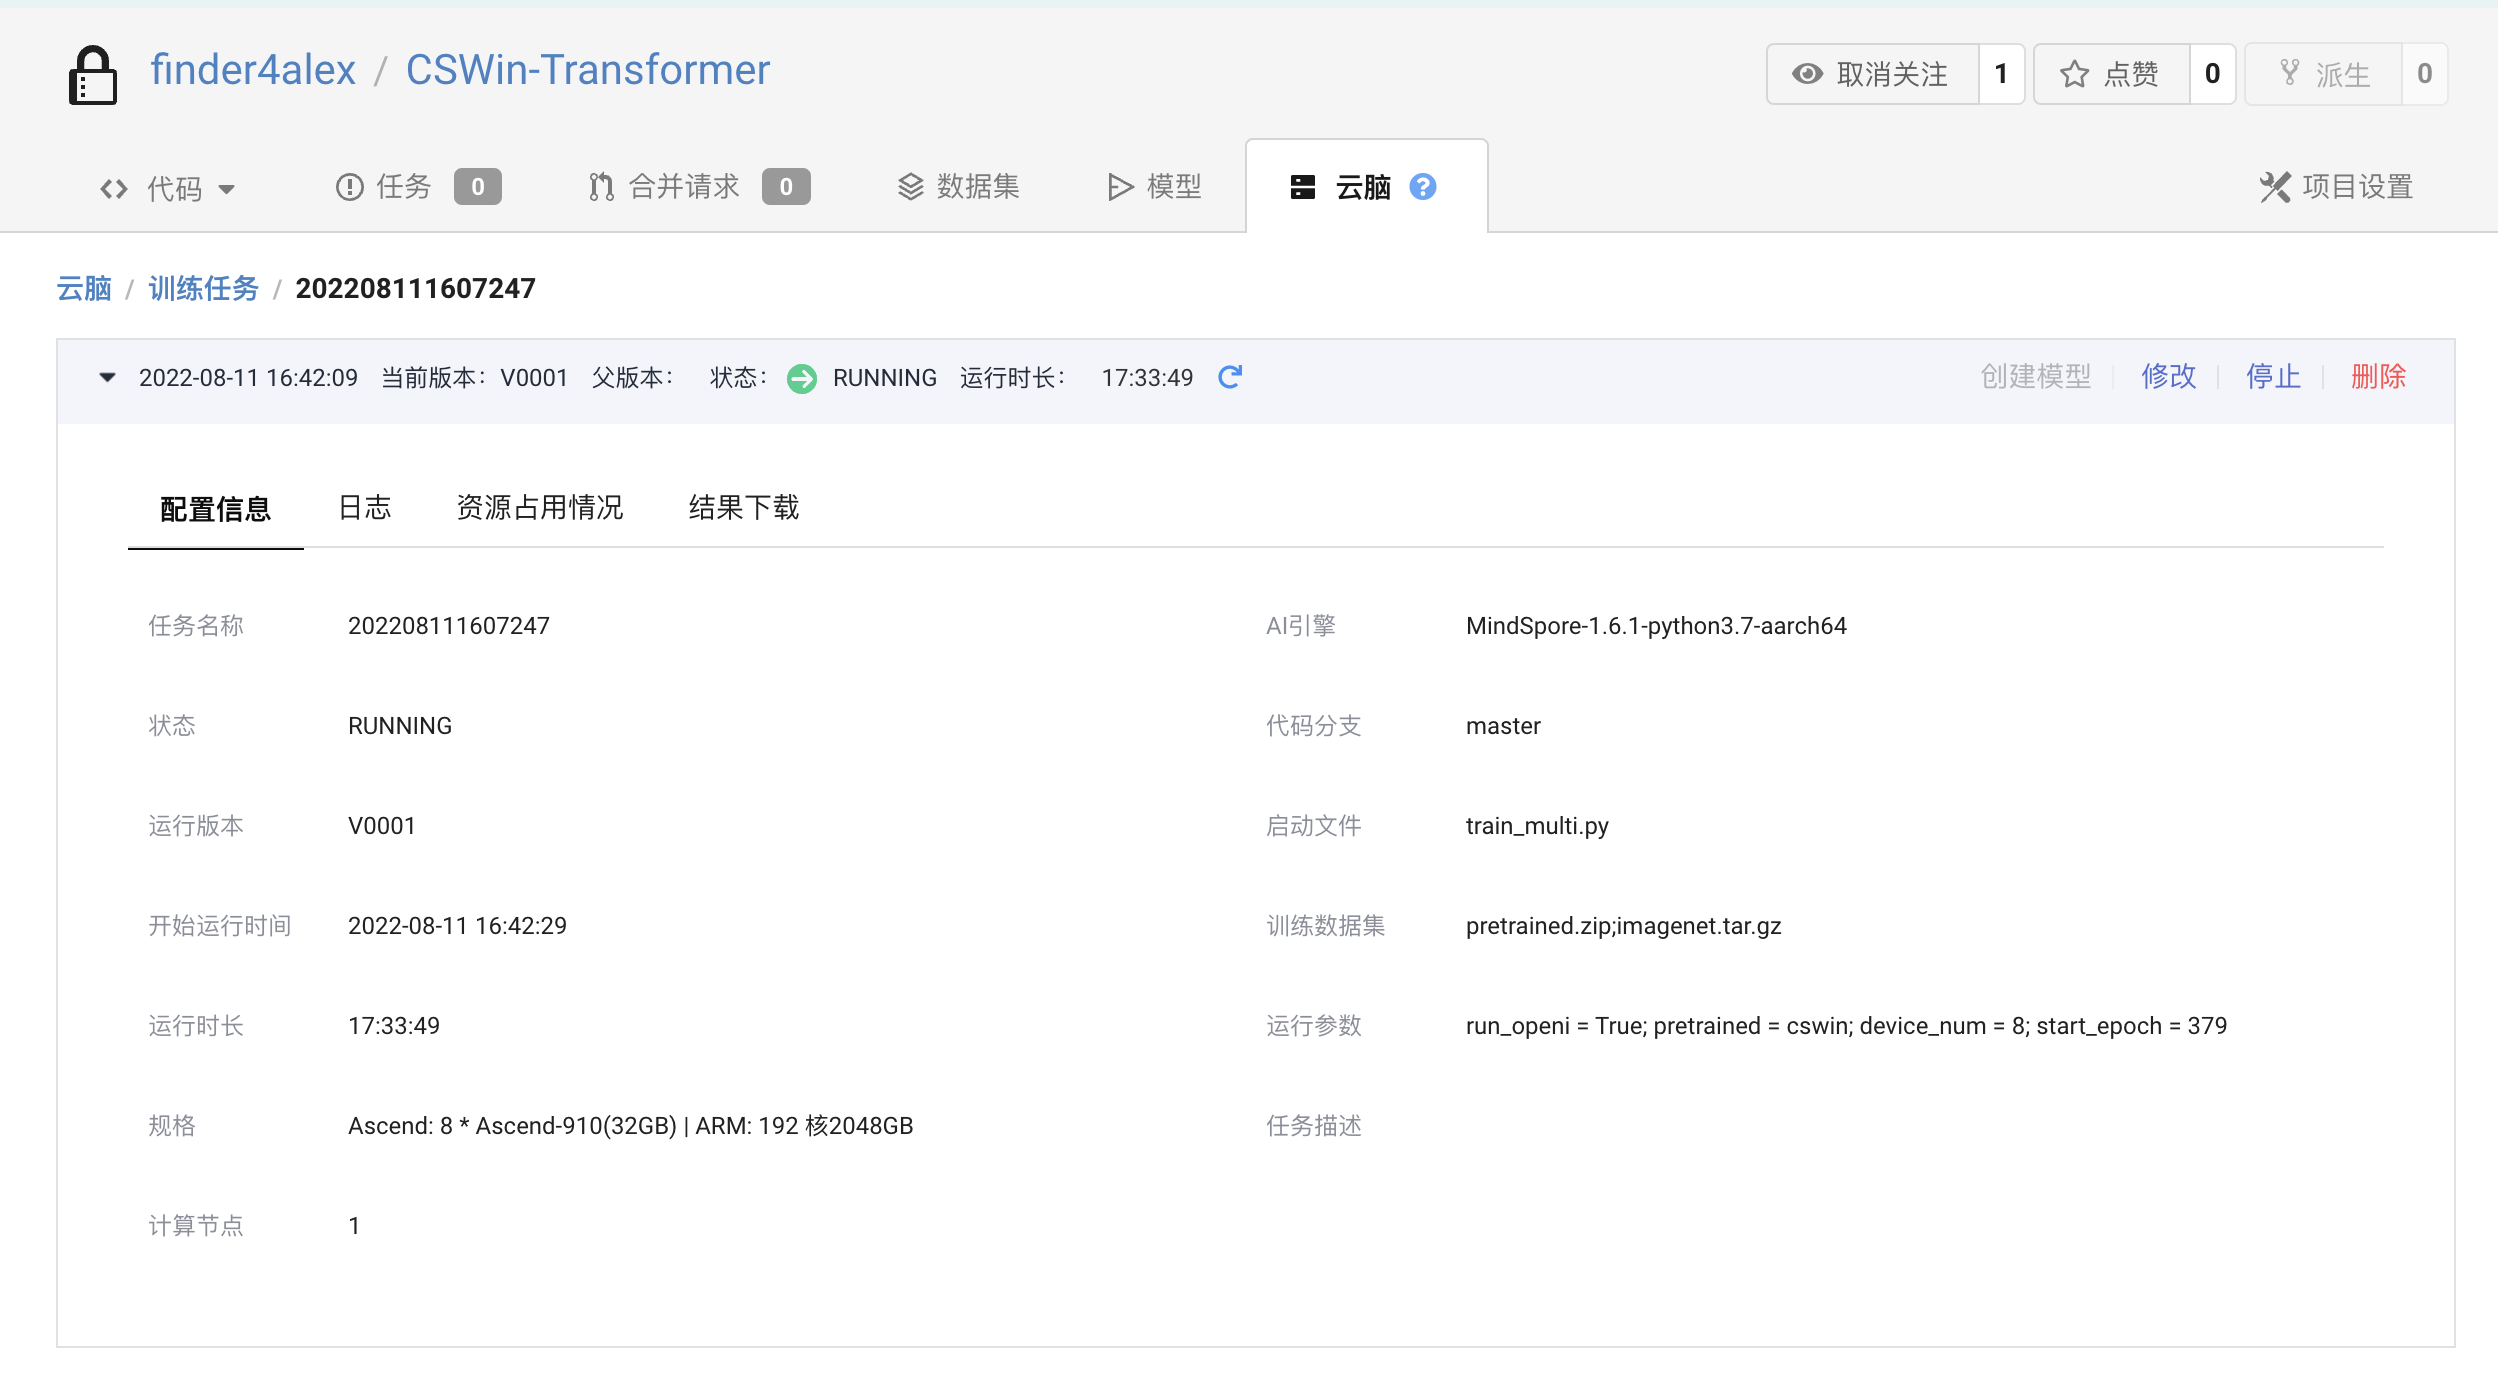 finder4alex / CSWin-Transformer
取消关注 1 点赞 0 派生 0
代码 任务 0 合并请求 0 数据集 模型 云脑 ? 项目设置
云脑 / 训练任务 / 202208111607247
2022-08-11 16:42:09 当前版本：V0001 父版本： 状态： RUNNING 运行时长： 17:33:49 创建模型 修改 停止 删除
配置信息 日志 资源占用情况 结果下载
任务名称 202208111607247 AI引擎 MindSpore-1.6.1-python3.7-aarch64
状态 RUNNING 代码分支 master
运行版本 V0001 启动文件 train_multi.py
开始运行时间 2022-08-11 16:42:29 训练数据集 pretrained.zip;imagenet.tar.gz
运行时长 17:33:49 运行参数 run_openi = True; pretrained = cswin; device_num = 8; start_epoch = 379
规格 Ascend: 8 * Ascend-910(32GB) | ARM: 192 核2048GB 任务描述
计算节点 1